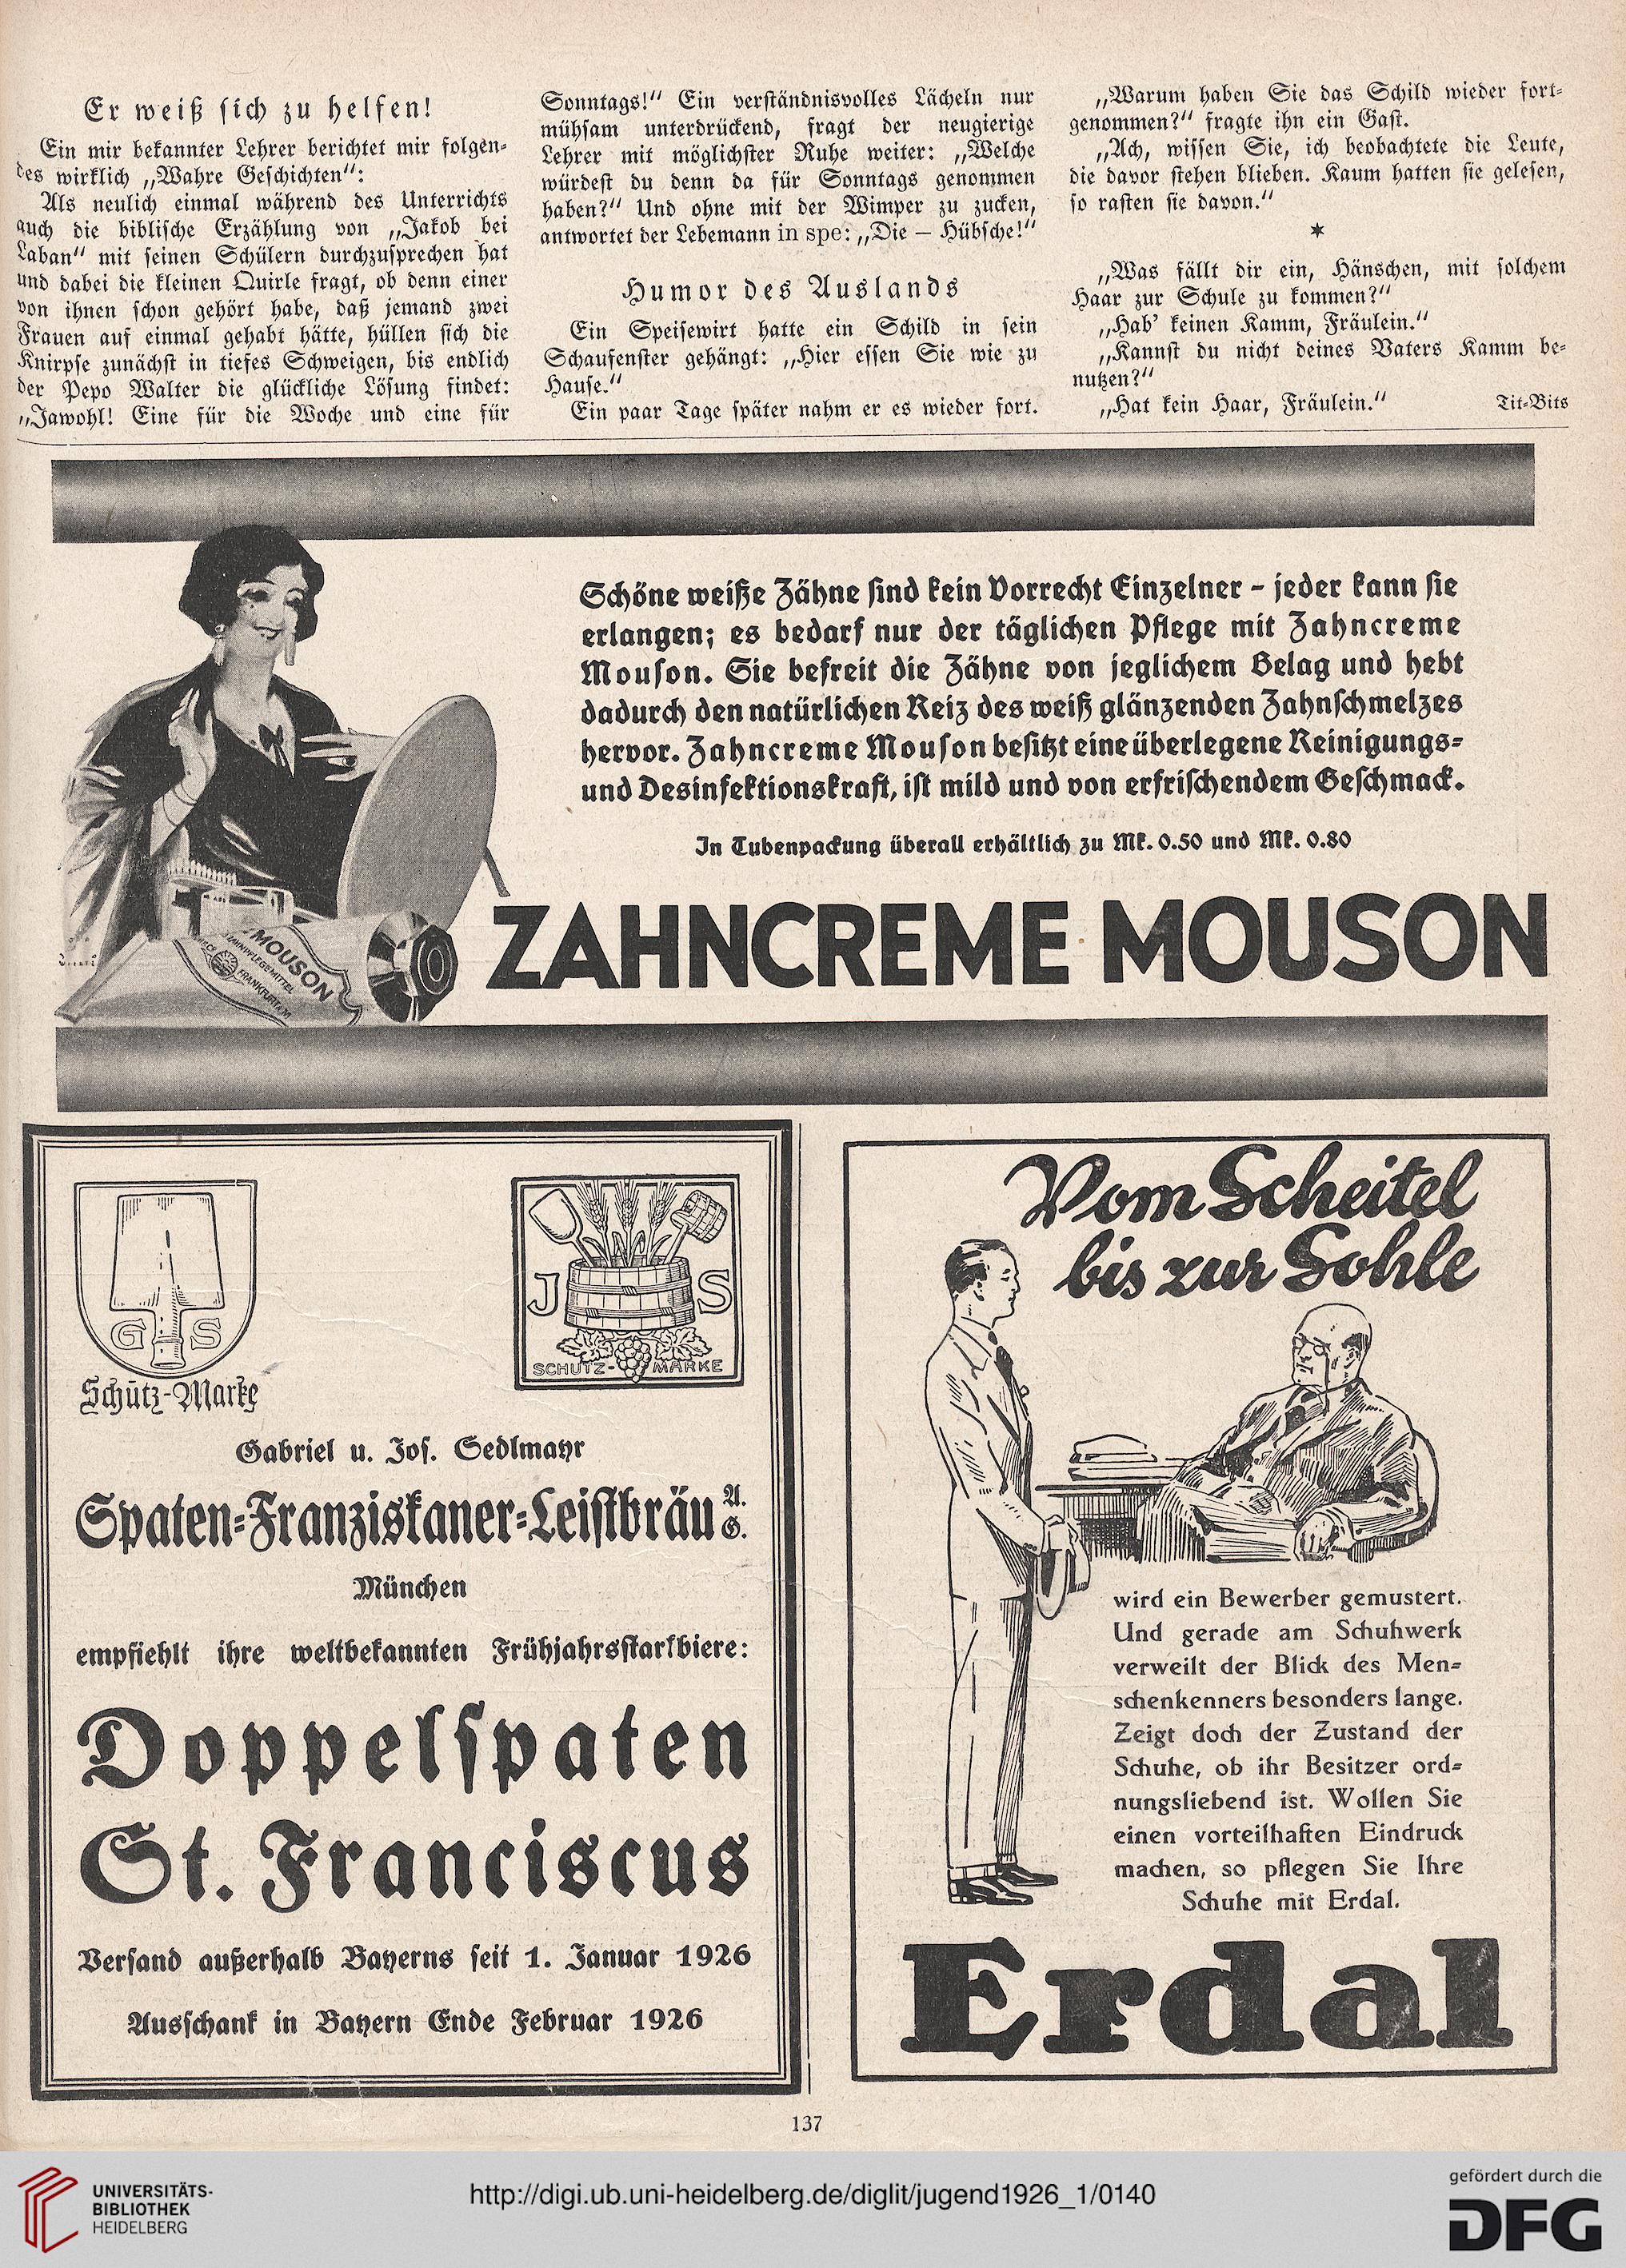 Er weiß sich zu helfen!
Ein mir bekannter Lehrer berichtet mir folgen-
des wirklich „Wahre Geschichten“:
Als neulich einmal während des Unterrichts
auch die biblische Erzählung von „Jakob bei
Laban“ mit seinen Schülern durchzusprechen hat
und dabei die kleinen Quirle fragt, ob denn einer
von ihnen schon gehört habe, daß jemand zwei
Frauen auf einmal gehabt hätte, hüllen sich die
Knirpse zunächst in tiefes Schweigen, bis endlich
der Pepo Walter die glückliche Lösung findet:
„Jawohl! Eine für die Woche und eine für
Sonntags!“ Ein verständnisvolles Lächeln nur
mühsam unterdrückend, fragt der neugierige
Lehrer mit möglichster Ruhe weiter: „Welche
würdest du denn da für Sonntags genommen
haben?“ Und ohne mit der Wimper zu zucken,
antwortet der Lebemann in spe: „Die — Hübsche!“
Humor des Auslands
Ein Speisewirt hatte ein Schild in sein
Schaufenster gehängt: „Hier essen Sie wie zu
Hause.“
Ein paar Tage später nahm er es wieder fort.
„Warum haben Sie das Schild wieder fort-
genommen?“ fragte ihn ein Gast.
„Ach, wissen Sie, ich beobachtete die Leute,
die davor stehen blieben. Kaum hatten sie gelesen,
so rasten sie davon.“
*
„Was fällt dir ein, Hänschen, mit solchem
Haar zur Schule zu kommen?“
„Hab’ keinen Kamm, Fräulein.“
„Kannst du nicht deines Vaters Kamm be-
nutzen?“
„Hat kein Haar, Fräulein.“ Tit-Bits
Schöne weiße Zähne sind kein Vorrecht Einzelner - jeder kann sie
erlangen; es bedarf nur der täglichen Pflege mit Zahncreme
Mouson. Sie befreit die Zähne von jeglichem Belag und hebt
dadurch den natürlichen Reiz des weiß glänzenden Zahnschmelzes
hervor. Zahncreme Mouson besitzt eine überlegene Reinigungs-
und Desinfektionskraft, ist mild und von erfrischendem Geschmack.
In Tubenpackung überall erhältlich zu Mk. 0.50 und Mk. 0.80
MOUSON
ZAHNPFLEGEMITTEL
FRANKFURT a.M.
ZAHNCREME MOUSON
G S
Schutz-Marke
J S
SCHUTZ-MARKE
Gabriel u. Jos. Sedlmayr
Spaten-Franziskaner-Leistbräu A. G.
München
empfiehlt ihre weltbekannten Frühjahrsstarkbiere:
Doppelspaten
St. Franciscus
Versand außerhalb Bayerns seit 1. Januar 1926
Ausschank in Bayern Ende Februar 1926
Vom Scheitel
bis zur Sohle
wird ein Bewerber gemustert.
Und gerade am Schuhwerk
verweilt der Blick des Men-
schenkenners besonders lange.
Zeigt doch der Zustand der
Schuhe, ob ihr Besitzer ord-
nungsliebend ist. Wollen Sie
einen vorteilhaften Eindruck
machen, so pflegen Sie Ihre
Schuhe mit Erdal.
Erdal
137
UNIVERSITÄTS-
BIBLIOTHEK
HEIDELBERG
http://digi.ub.uni-heidelberg.de/diglit/jugend1926_1/0140
gefördert durch die
DFG